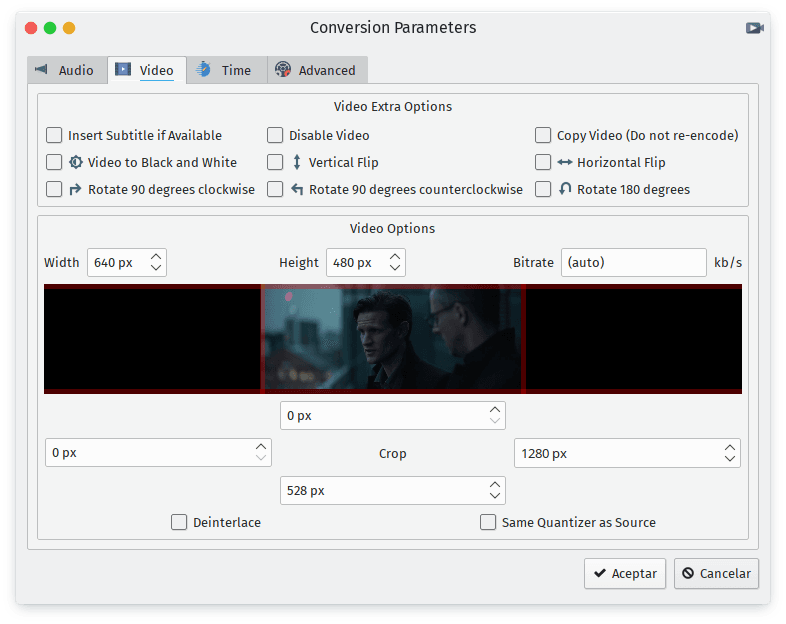 Conversion Parameters
Audio Video Time Advanced
Video Extra Options
Insert Subtitle if Available Disable Video Copy Video (Do not re-encode)
Video to Black and White Vertical Flip Horizontal Flip
Rotate 90 degrees clockwise Rotate 90 degrees counterclockwise Rotate 180 degrees
Video Options
Width 640 px Height 480 px Bitrate (auto) kb/s
0 px
0 px Crop 1280 px
528 px
Deinterlace Same Quantizer as Source
Aceptar Cancelar